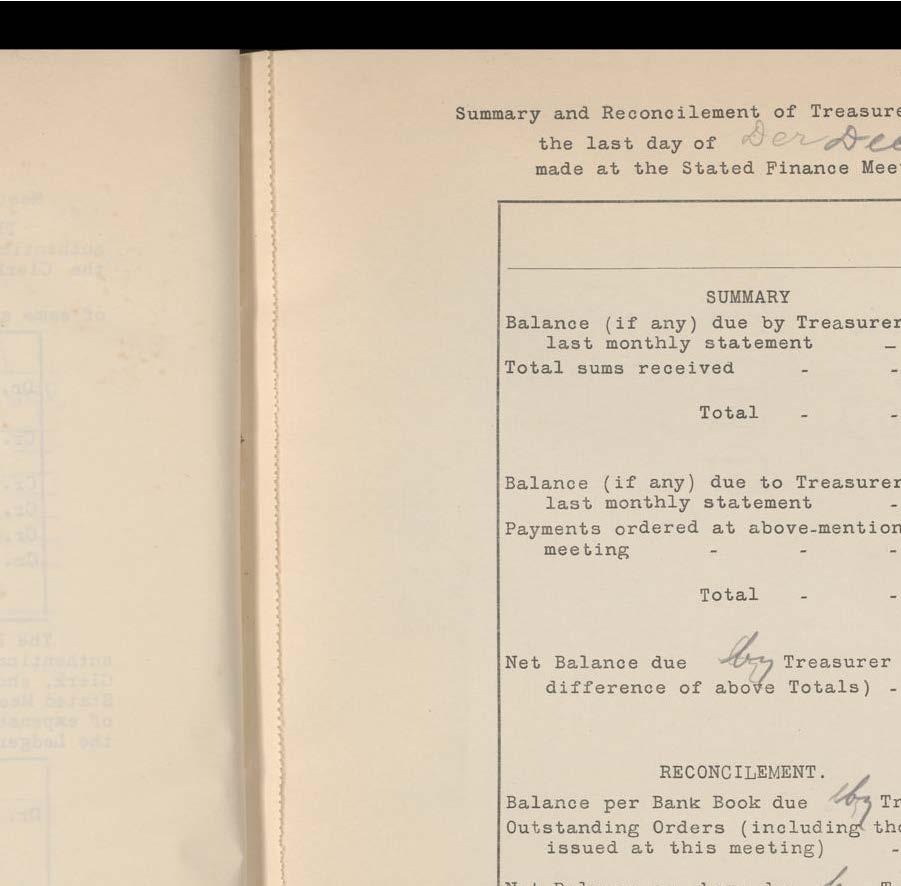 Summary and Reconcilement of Treasure
the last day of Der Dec
made at the Stated Finance Mee
SUMMARY
Balance (if any) due by Treasurer
last monthly statement -
Total sums received - -
Total - -
Balance (if any) due to Treasurer
last monthly statement -
Payments ordered at above-mention
meeting - - -
Total - -
Net Balance due by Treasurer
difference of above Totals) -
RECONCILEMENT.
Balance per Bank Book due by Tr
Outstanding Orders (including the
issued at this meeting) -